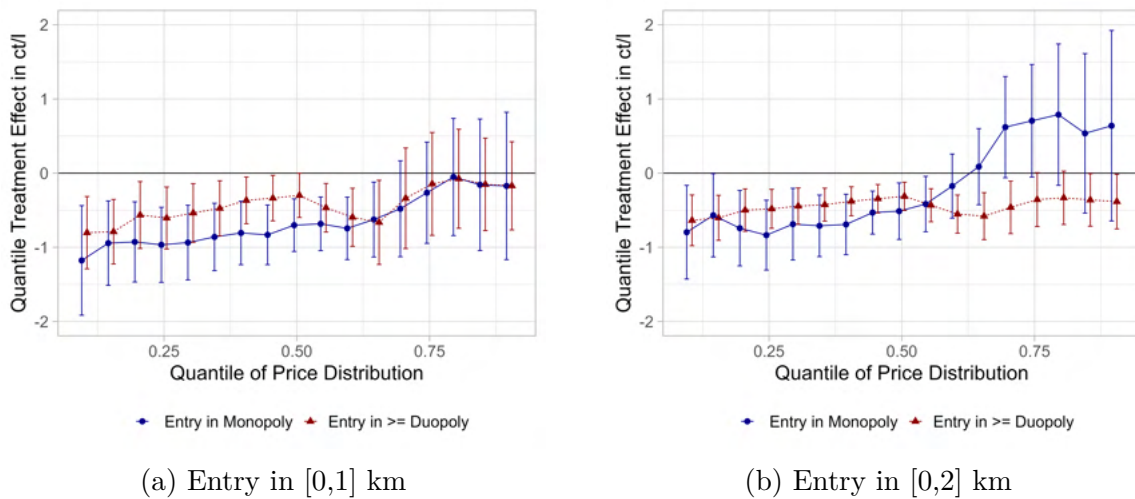 Quantile Treatment Effect in ct/l
2
1
0
-1
-2
0.25
0.50
0.75
Quantile of Price Distribution
Entry in Monopoly
Entry in >= Duopoly
(a) Entry in [0,1] km
Quantile Treatment Effect in ct/l
2
1
0
-1
-2
0.25
0.50
0.75
Quantile of Price Distribution
Entry in Monopoly
Entry in >= Duopoly
(b) Entry in [0,2] km